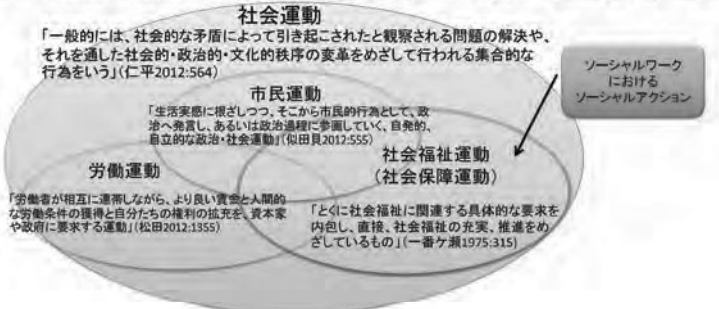 社会運動
「一般的には、社会的な矛盾によって引き起こされたと観察される問題の解決や、
それを通した社会的・政治的・文化的秩序の変革をめざして行われる集合的な
行為をいう」(仁平2012:564)
ソーシャルワーク
における
ソーシャルアクション
市民運動
「生活実感に根ざしつつ、そこから市民的行為として、政
治へ発言し、あるいは政治過程に参画していく、自発的、
自立的な政治・社会運動」(似田貝2012:555)
労働運動
「労働者が相互に連帯しながら、より良い賃金と人間的
な労働条件の獲得と自分たちの権利の拡充を、資本家
や政府に要求する運動」(松田2012:1355)
社会福祉運動
(社会保障運動)
「とくに社会福祉に関連する具体的な要求を
内包し、直接、社会福祉の充実、推進をめ
ざしているもの」(一番ケ瀬1975:315)